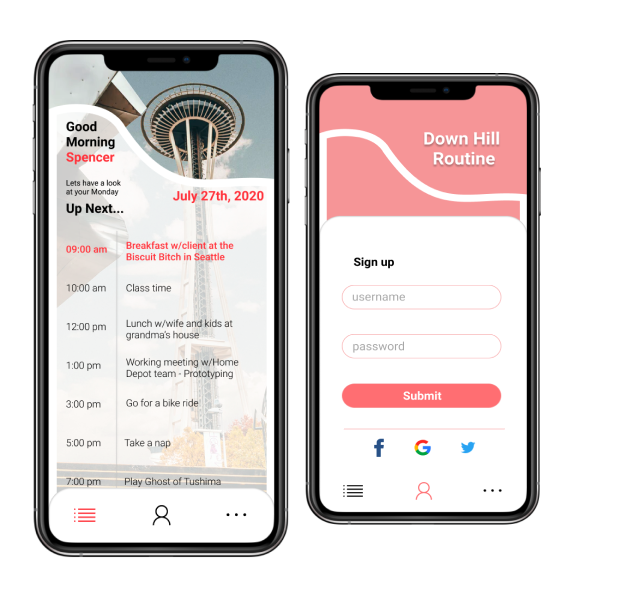 Good
Morning
Spencer
Lets have a look
at your Monday
July 27th, 2020
Up Next...
09:00 am
Breakfast w/client at the
Biscuit Bitch in Seattle
10:00 am
Class time
12:00 pm
Lunch w/wife and kids at
grandma's house
1:00 pm
Working meeting w/Home
Depot team - Prototyping
3:00 pm
Go for a bike ride
5:00 pm
Take a nap
7:00 pm
Play Ghost of Tushima
Down Hill
Routine
Sign up
username
password
Submit